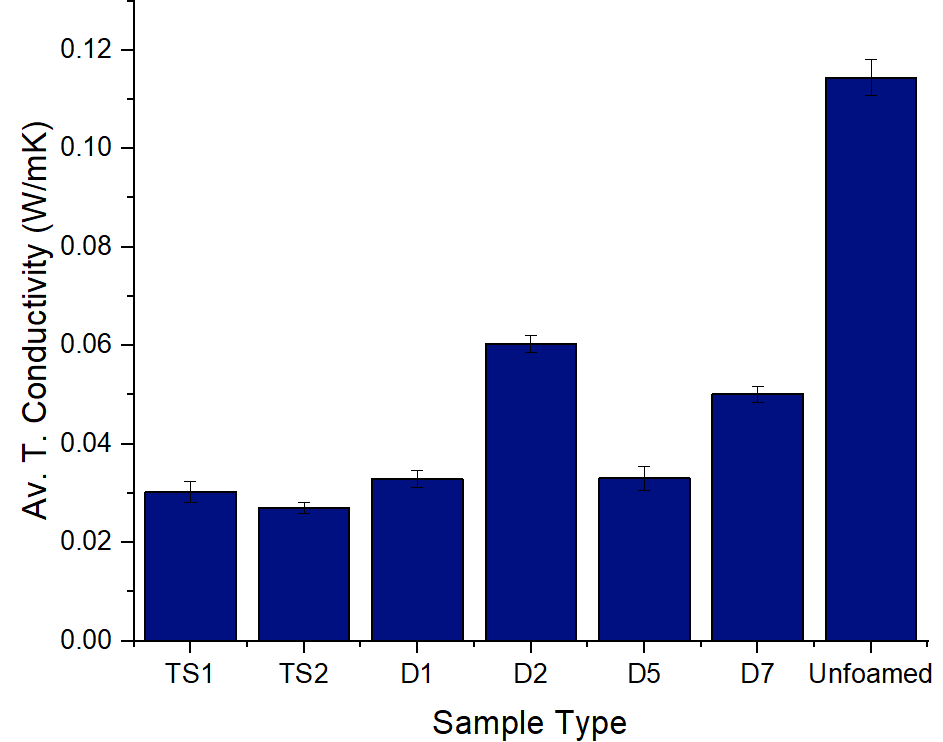 Av. T. Conductivity (W/mK)
0.12
0.10
0.08
0.06
0.04
0.02
0.00
TS1 TS2 D1 D2 D5 D7 Unfoamed
Sample Type